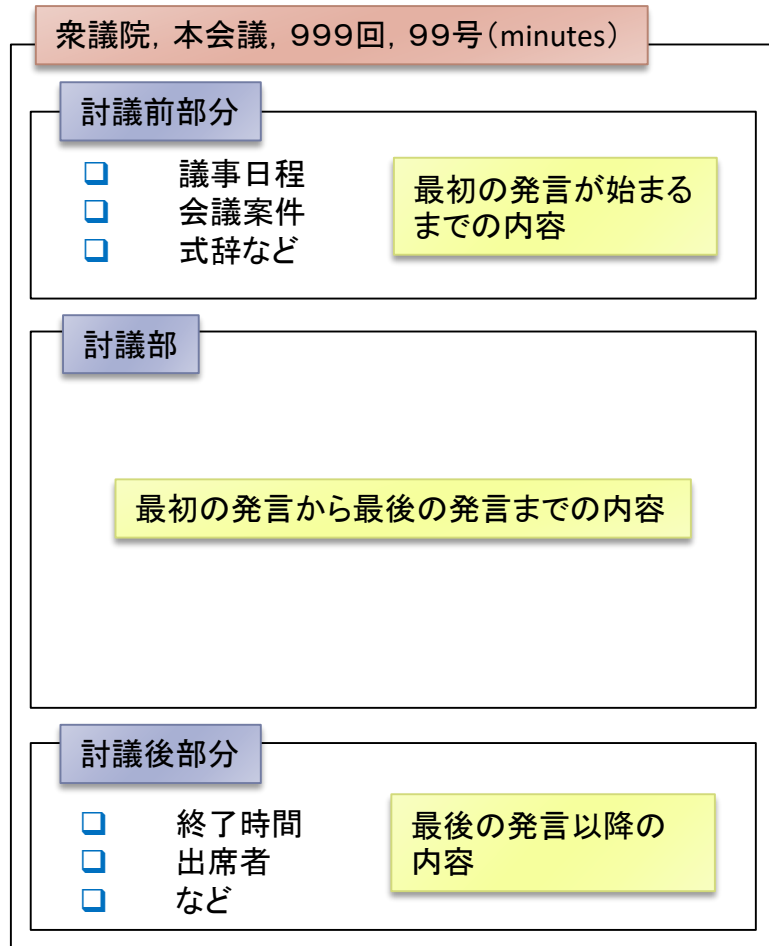 衆議院，本会議，９９９回，９９号（minutes）
討議前部分
❑ 議事日程
❑ 会議案件
❑ 式辞など
最初の発言が始まる
までの内容
討議部
最初の発言から最後の発言までの内容
討議後部分
❑ 終了時間
❑ 出席者
❑ など
最後の発言以降の
内容